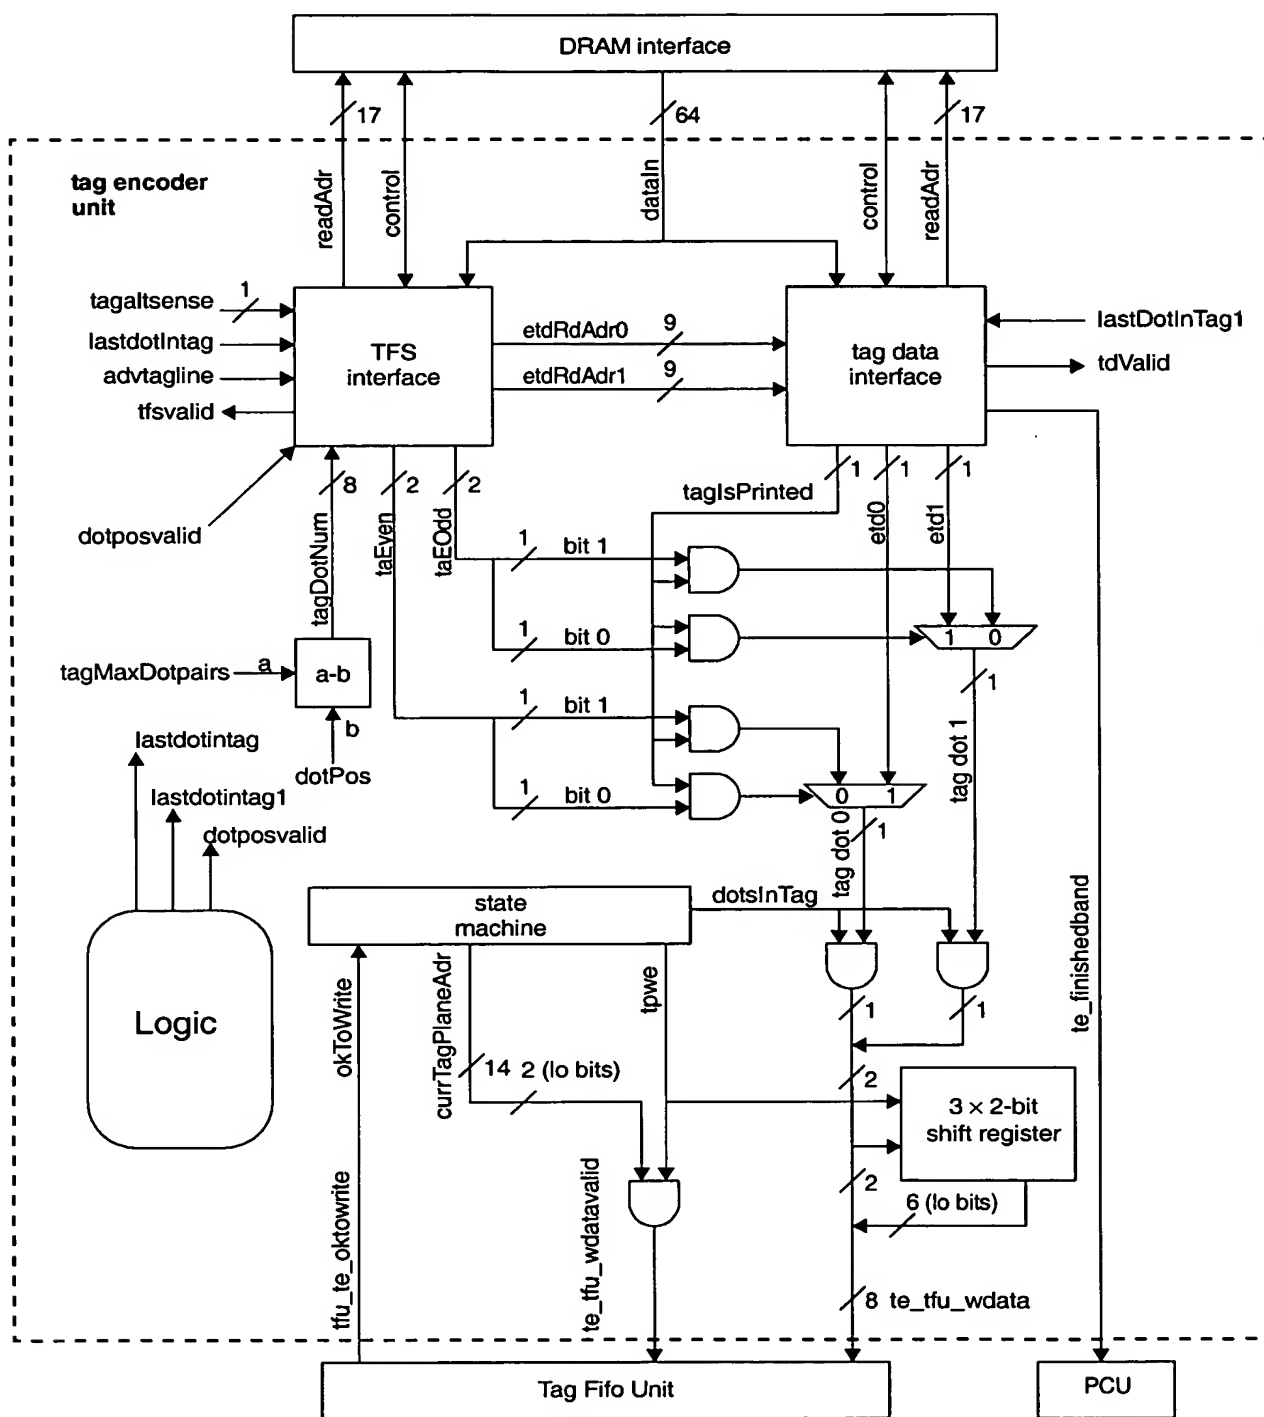 DRAM interface
17
64
17
tag encoder
unit
readAdr
control
dataIn
control
readAdr
tagaltsense
1
lastdotintag
advtagline
tfsvalid
TFS
interface
etdRdAdr0
9
etdRdAdr1
9
tag data
interface
lastDotInTag1
tdValid
dotposvalid
8
2
2
tagDotNum
taEven
taEOdd
tagIsPrinted
1
1
1
etd0
etd1
1
bit 1
1
bit 0
1 0
1
tagMaxDotpairs
a
a-b
b
dotPos
1
bit 1
1
bit 0
0 1
tag dot 0
1
tag dot 1
lastdotintag
lastdotintag1
dotposvalid
Logic
state
machine
dotsInTag
1
1
te_finishedband
okToWrite
currTagPlaneAdr
tpwe
14
2 (lo bits)
2
3 × 2-bit
shift register
2
6 (lo bits)
tfu_te_oktowrite
te_tfu_wdatavalid
8 te_tfu_wdata
Tag Fifo Unit
PCU